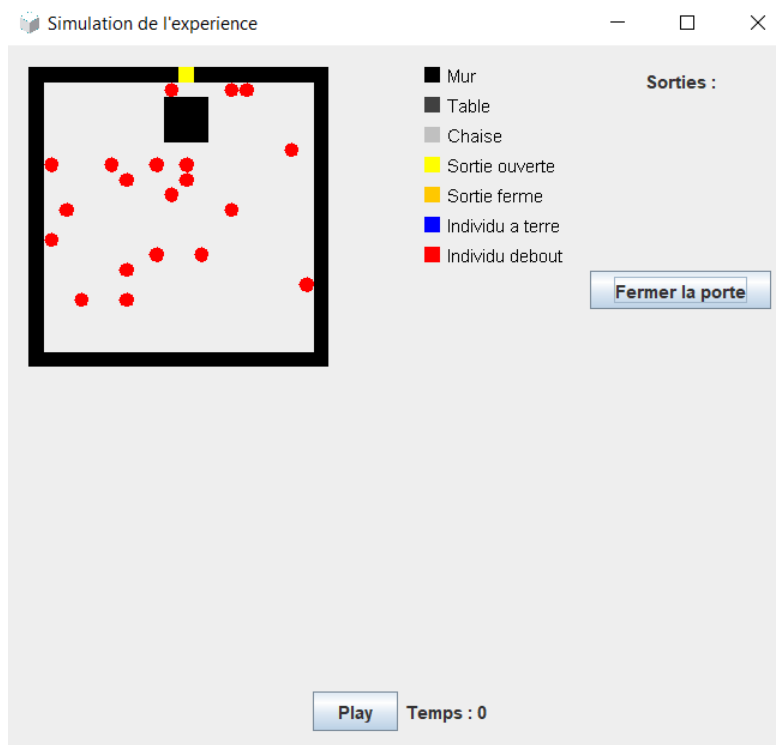 Simulation de l'experience
Mur
Table
Chaise
Sortie ouverte
Sortie ferme
Individu a terre
Individu debout
Sorties :
Fermer la porte
Play
Temps : 0